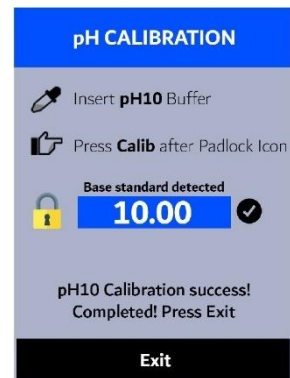 pH CALIBRATION
Insert pH10 Buffer
Press Calib after Padlock Icon
Base standard detected
10.00
pH10 Calibration success!
Completed! Press Exit
Exit